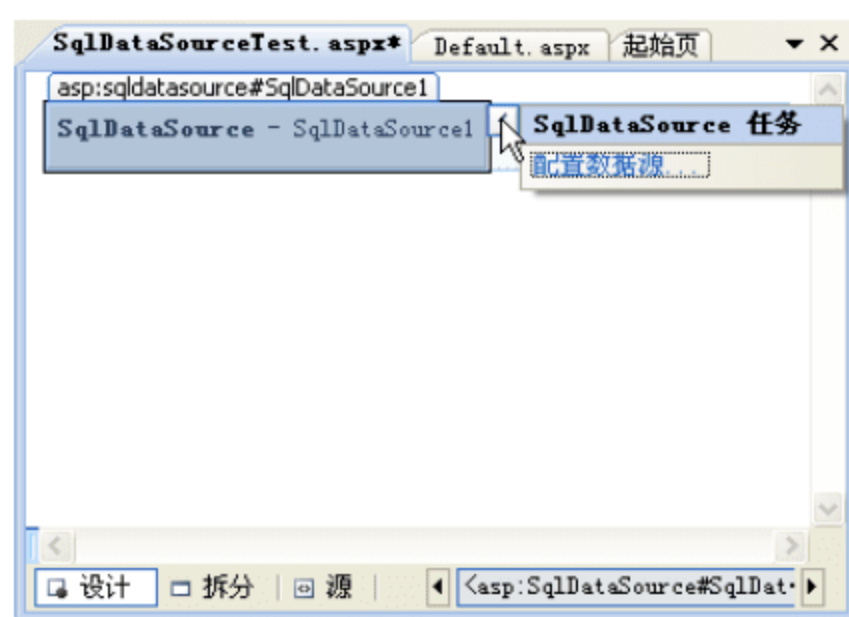 SqlDataSourceTest.aspx* Default.aspx 起始页
asp:sqldatasource#SqlDataSource1
SqlDataSource - SqlDataSource1
SqlDataSource 任务
配置数据源...
设计 拆分 源 <asp:SqlDataSource#SqlDat